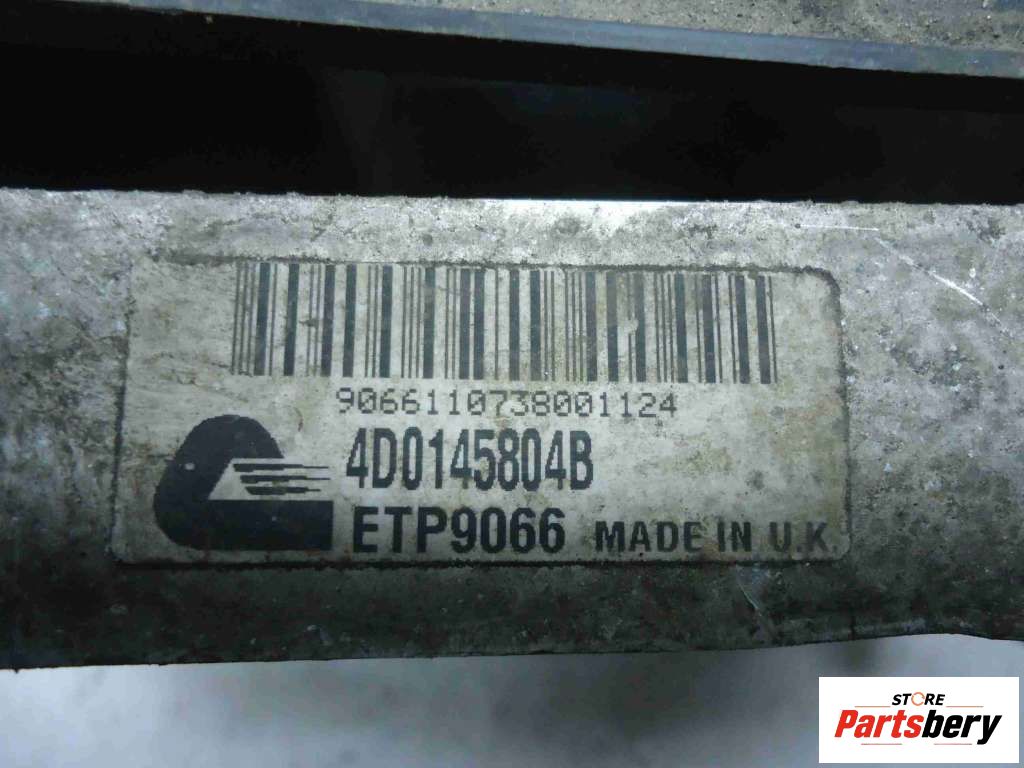 9066110738001124
4D0145804B
ETP9066 MADE IN U.K.
STORE
Partsbery